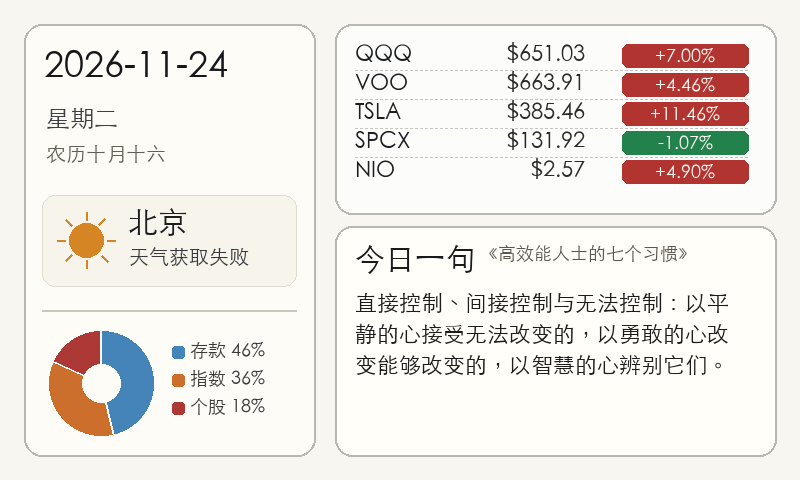 2026-11-24
星期二
农历十月十六
北京
天气获取失败
存款 46%
指数 36%
个股 18%
QQQ $651.03 +7.00%
VOO $663.91 +4.46%
TSLA $385.46 +11.46%
SPCX $131.92 -1.07%
NIO $2.57 +4.90%
今日一句 《高效能人士的七个习惯》
直接控制、间接控制与无法控制：以平
静的心接受无法改变的，以勇敢的心改
变能够改变的，以智慧的心辨别它们。